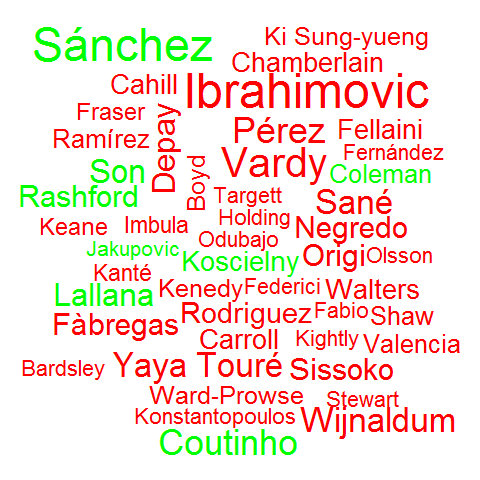 Sánchez
Ki Sung-yueng
Chamberlain
Cahill
Ibrahimovic
Fraser
Depay
Pérez
Fellaini
Ramírez
Vardy
Fernández
Son
Boyd
Coleman
Rashford
Targett
Sané
Keane
Imbula
Holding
Negredo
Odubajo
Jakupovic
Koscielny
Origi
Olsson
Kanté
Lallana
Kenedy
Federici
Walters
Fàbregas
Rodriguez
Fabio
Shaw
Carroll
Kightly
Valencia
Bardsley
Yaya Touré
Sissoko
Ward-Prowse
Stewart
Konstantopoulos
Wijnaldum
Coutinho